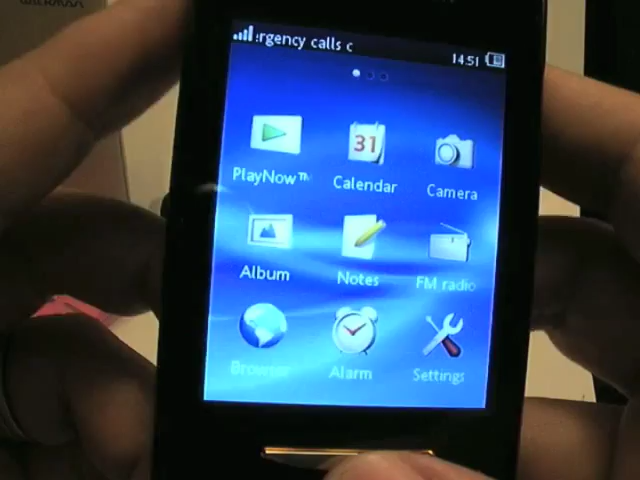 :rgency calls c
14:51
PlayNow™
31
Calendar
Camera
Album
Notes
FM radio
Browser
Alarm
Settings